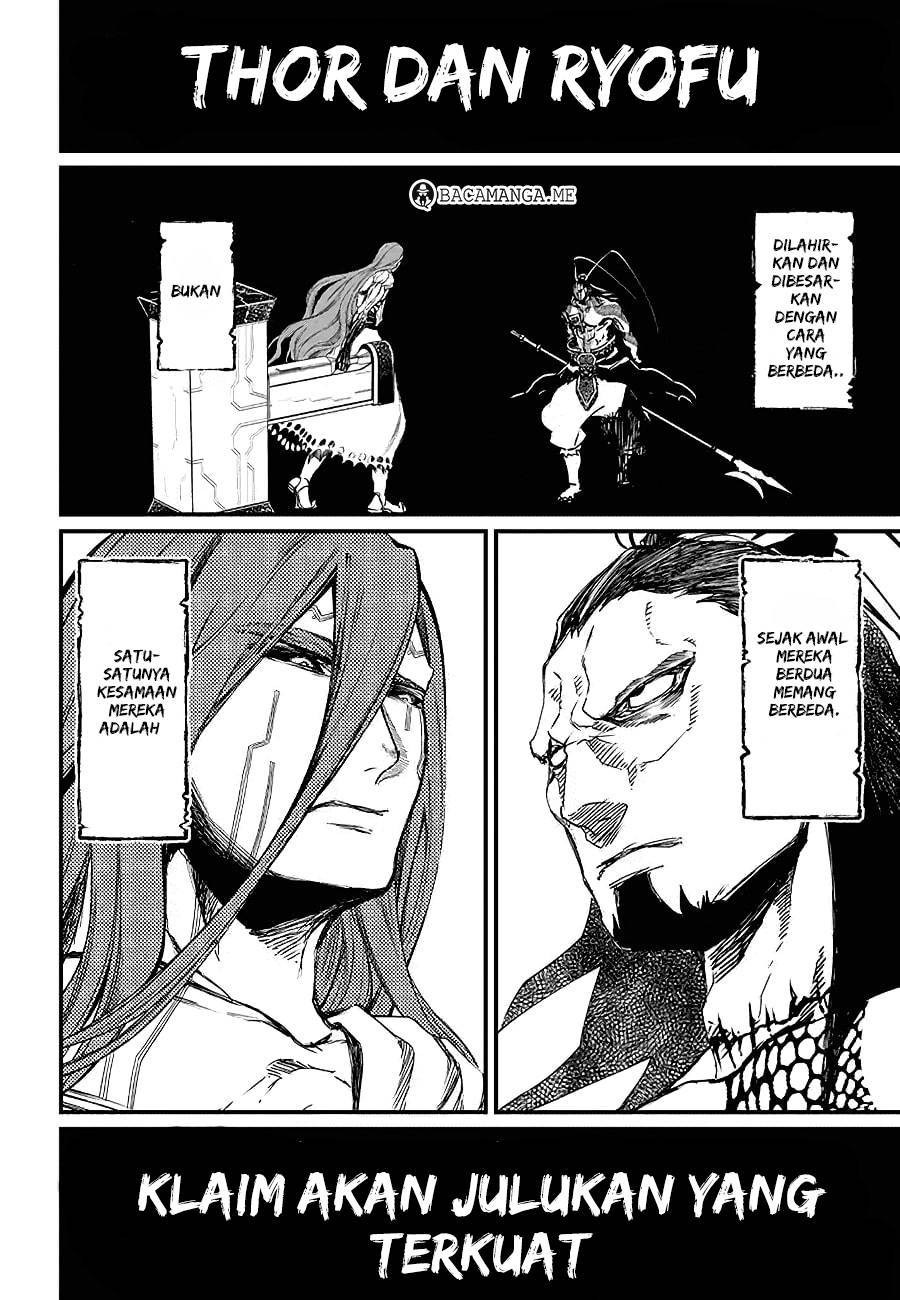 THOR DAN RYOFU
BACAMANGA.ME
DILAHIR-
KAN DAN
DIBESAR-
KAN
DENGAN
CARA
YANG
BERBEDA..
BUKAN
SEJAK AWAL
MEREKA
BERDUA
MEMANG
BERBEDA.
SATU-
SATUNYA
KESAMAAN
MEREKA
ADALAH
KLAIM AKAN JULUKAN YANG
TERKUAT